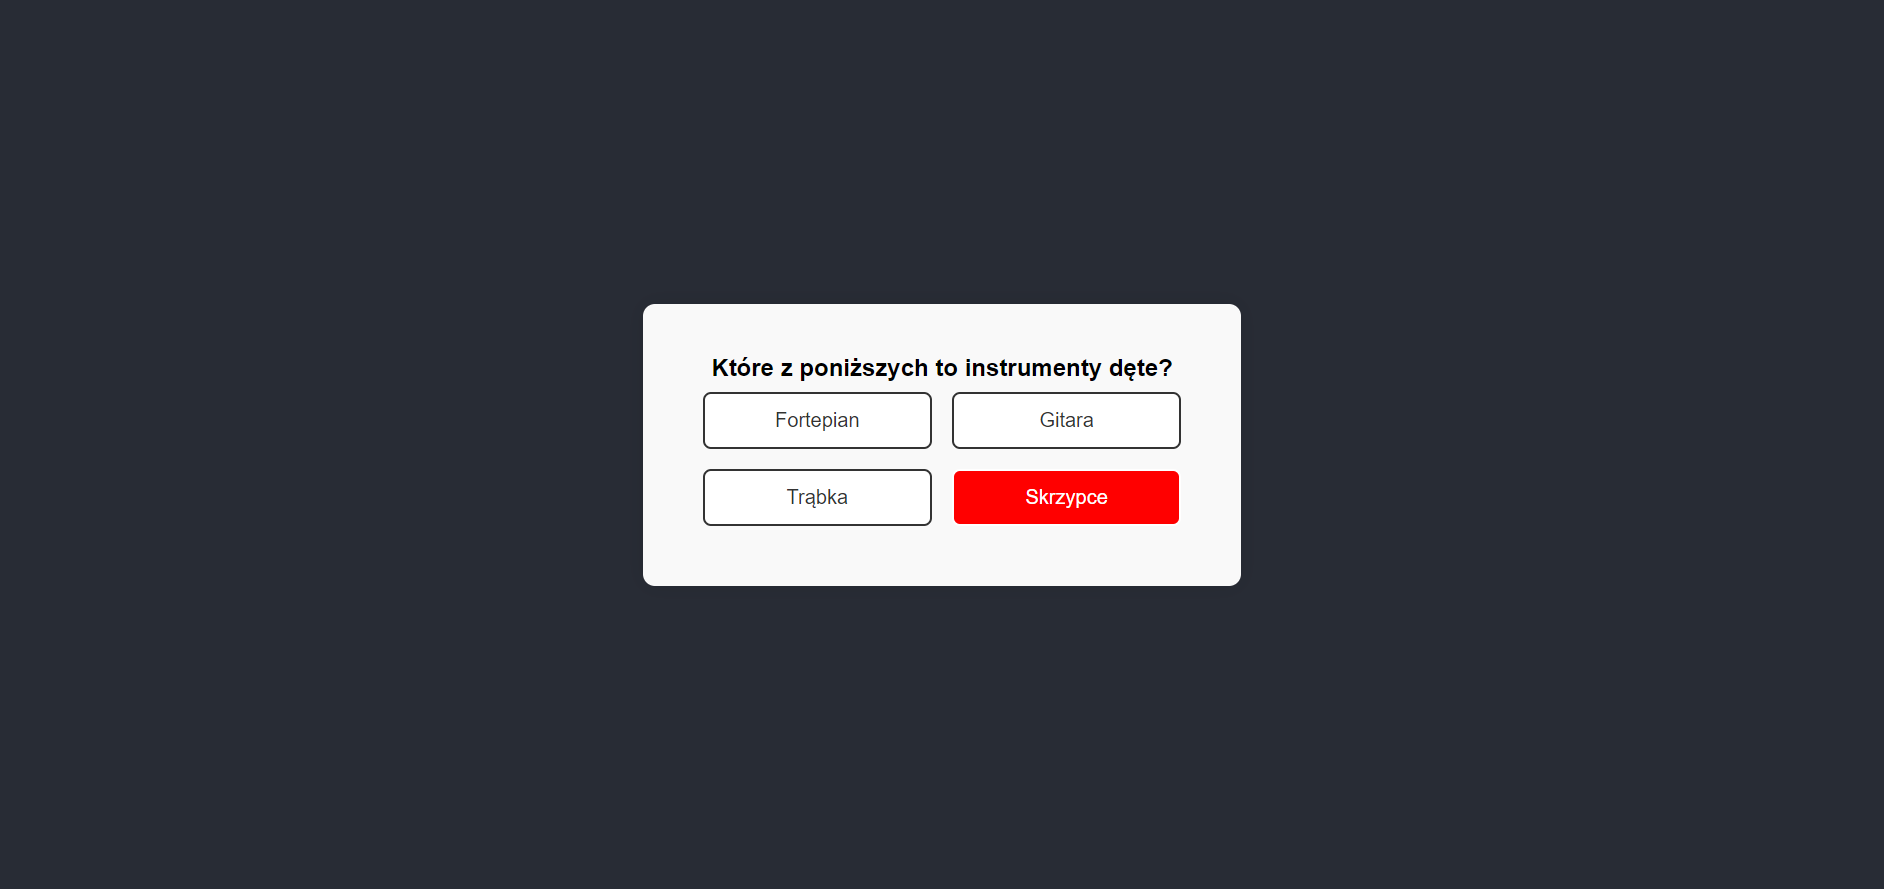 Które z poniższych to instrumenty dęte?
Fortepian
Gitara
Trąbka
Skrzypce